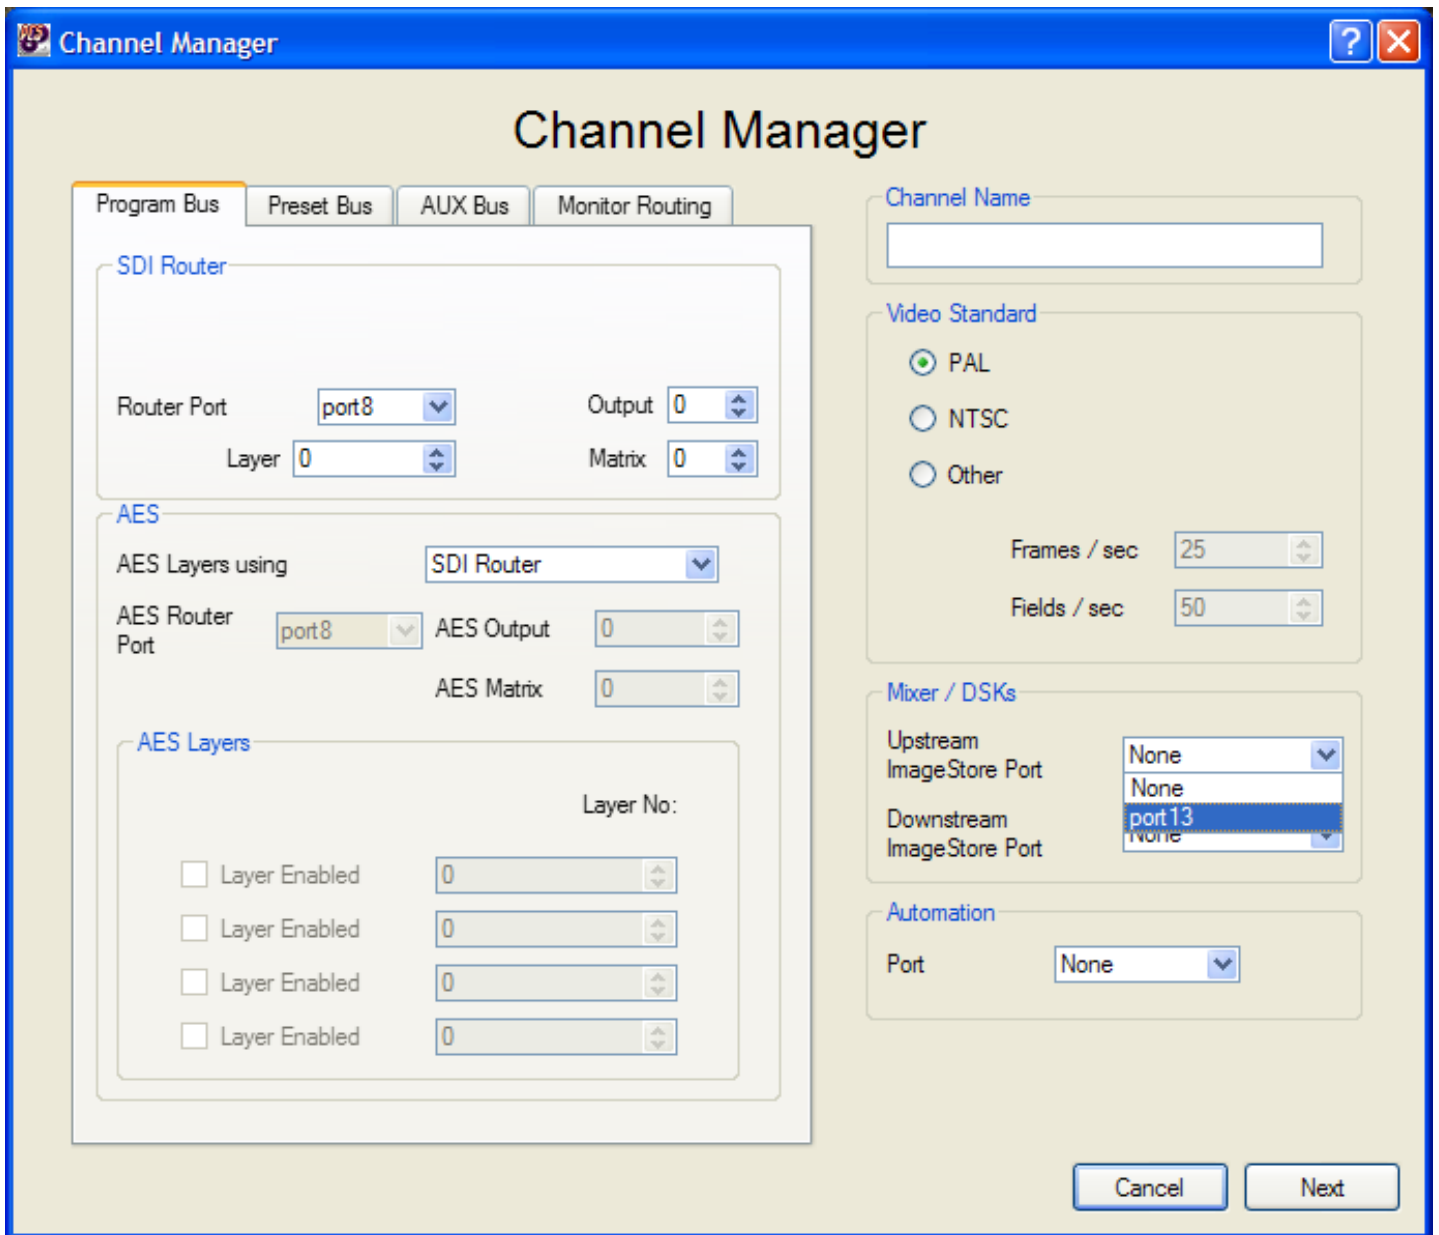 Channel Manager
Channel Manager
Program Bus
Preset Bus
AUX Bus
Monitor Routing
SDI Router
Router Port
port8
Output
0
Layer
0
Matrix
0
AES
AES Layers using
SDI Router
AES Router
Port
port8
AES Output
0
AES Matrix
0
AES Layers
Layer No:
Layer Enabled
0
Layer Enabled
0
Layer Enabled
0
Layer Enabled
0
Channel Name
Video Standard
PAL
NTSC
Other
Frames / sec
25
Fields / sec
50
Mixer / DSKs
Upstream
ImageStore Port
None
None
port13
Downstream
ImageStore Port
None
Automation
Port
None
Cancel
Next